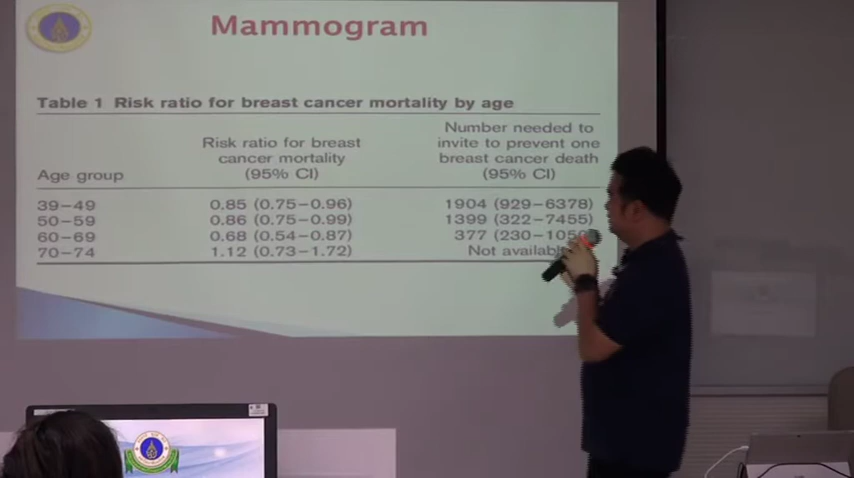 Mammogram
Table 1 Risk ratio for breast cancer mortality by age
Age group
Risk ratio for breast
cancer mortality
(95% CI)
Number needed to
invite to prevent one
breast cancer death
(95% CI)
39–49 0.85 (0.75–0.96) 1904 (929–6378)
50–59 0.86 (0.75–0.99) 1399 (322–7455)
60–69 0.68 (0.54–0.87) 377 (230–1050
70–74 1.12 (0.73–1.72) Not available